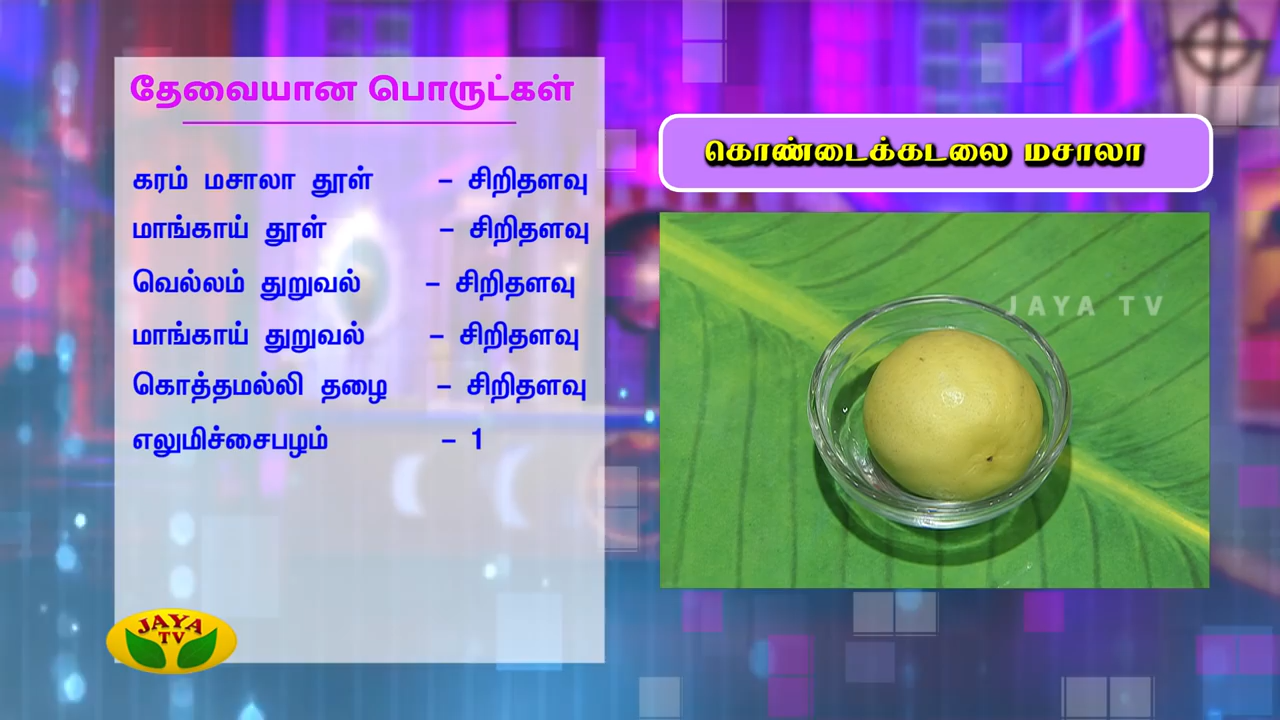 தேவையான பொருட்கள்
கரம் மசாலா தூள் - சிறிதளவு
மாங்காய் தூள் - சிறிதளவு
வெல்லம் துறுவல் - சிறிதளவு
மாங்காய் துறுவல் - சிறிதளவு
கொத்தமல்லி தழை - சிறிதளவு
எலுமிச்சைபழம் - 1
கொண்டைக்கடலை மசாலா
JAYA TV
JAYA
TV